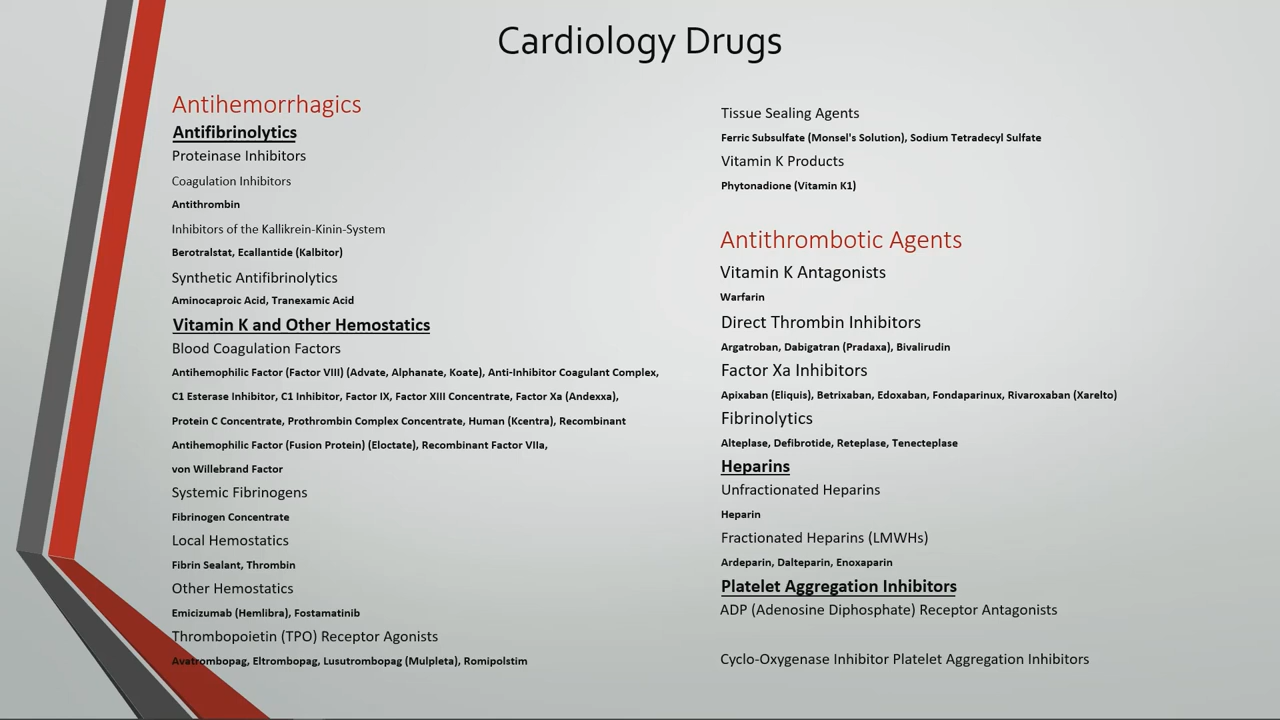 Cardiology Drugs
Antihemorrhagics
Antifibrinolytics
Proteinase Inhibitors
Coagulation Inhibitors
Antithrombin
Inhibitors of the Kallikrein-Kinin-System
Berotralstat, Ecallantide (Kalbitor)
Synthetic Antifibrinolytics
Aminocaproic Acid, Tranexamic Acid
Vitamin K and Other Hemostatics
Blood Coagulation Factors
Antihemophilic Factor (Factor VIII) (Advate, Alphanate, Koate), Anti-Inhibitor Coagulant Complex,
C1 Esterase Inhibitor, C1 Inhibitor, Factor IX, Factor XIII Concentrate, Factor Xa (Andexxa),
Protein C Concentrate, Prothrombin Complex Concentrate, Human (Kcentra), Recombinant
Antihemophilic Factor (Fusion Protein) (Eloctate), Recombinant Factor VIIa,
von Willebrand Factor
Systemic Fibrinogens
Fibrinogen Concentrate
Local Hemostatics
Fibrin Sealant, Thrombin
Other Hemostatics
Emicizumab (Hemlibra), Fostamatinib
Thrombopoietin (TPO) Receptor Agonists
Avatrombopag, Eltrombopag, Lusutrombopag (Mulpleta), Romipolstim
Tissue Sealing Agents
Ferric Subsulfate (Monsel's Solution), Sodium Tetradecyl Sulfate
Vitamin K Products
Phytonadione (Vitamin K1)
Antithrombotic Agents
Vitamin K Antagonists
Warfarin
Direct Thrombin Inhibitors
Argatroban, Dabigatran (Pradaxa), Bivalirudin
Factor Xa Inhibitors
Apixaban (Eliquis), Betrixaban, Edoxaban, Fondaparinux, Rivaroxaban (Xarelto)
Fibrinolytics
Alteplase, Defibrotide, Reteplase, Tenecteplase
Heparins
Unfractionated Heparins
Heparin
Fractionated Heparins (LMWHs)
Ardeparin, Dalteparin, Enoxaparin
Platelet Aggregation Inhibitors
ADP (Adenosine Diphosphate) Receptor Antagonists
Cyclo-Oxygenase Inhibitor Platelet Aggregation Inhibitors